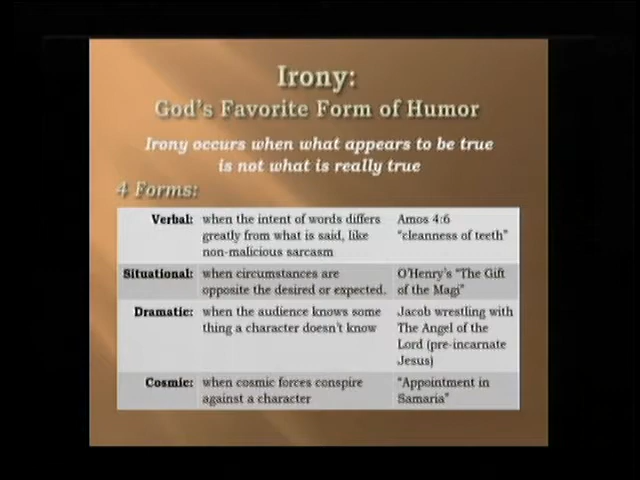 Irony:
God's Favorite Form of Humor
Irony occurs when what appears to be true
is not what is really true
4 Forms:
Verbal: when the intent of words differs Amos 4:6
greatly from what is said, like "cleanness of teeth"
non-malicious sarcasm
Situational: when circumstances are O'Henry's "The Gift
opposite the desired or expected. of the Magi"
Dramatic: when the audience knows some Jacob wrestling with
thing a character doesn't know The Angel of the
Lord (pre-incarnate
Jesus)
Cosmic: when cosmic forces conspire "Appointment in
against a character Samaria"